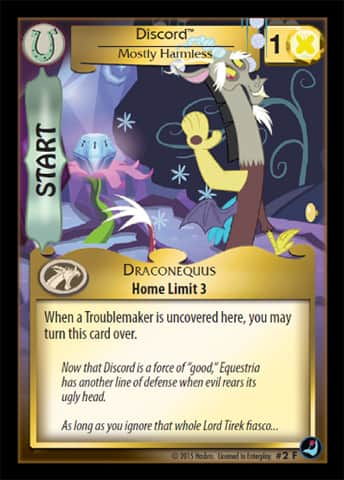 Discord™
Mostly Harmless
1
START
DRACONEQUUS
Home Limit 3
When a Troublemaker is uncovered here, you may
turn this card over.
Now that Discord is a force of “good,” Equestria
has another line of defense when evil rears its
ugly head.
As long as you ignore that whole Lord Tirek fiasco...
© 2015 Hasbro. Licensed to Enterplay #2 F